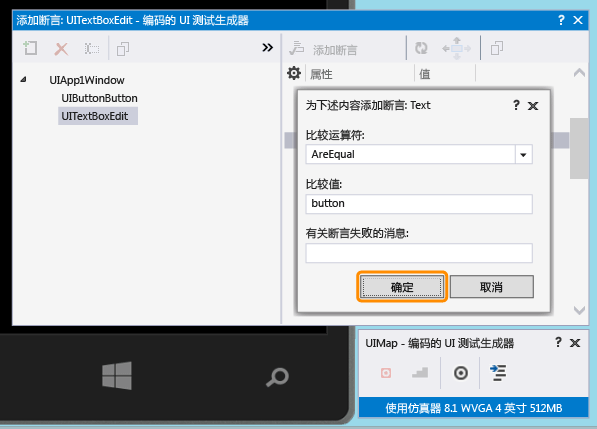 添加断言: UITextBoxEdit - 编码的 UI 测试生成器
添加断言
UIApp1Window
UIButtonButton
UITextBoxEdit
属性
值
为下述内容添加断言: Text
比较运算符:
AreEqual
比较值:
button
有关断言失败的消息:
确定
取消
UIMap - 编码的 UI 测试生成器
使用仿真器 8.1 WVGA 4 英寸 512MB